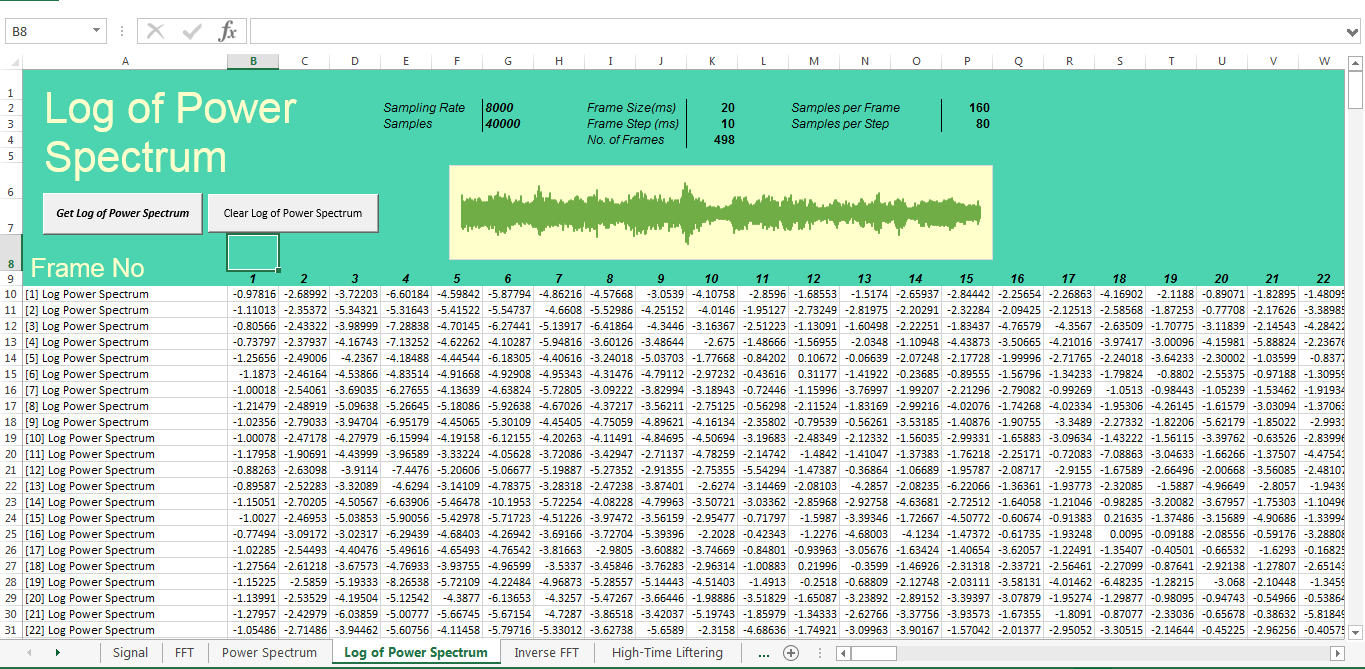 B8 fx
A B C D E F G H I J K L M N O P Q R S T U V W
1 Log of Power Spectrum
2 Sampling Rate 8000 Frame Size(ms) 20 Samples per Frame 160
3 Samples 40000 Frame Step (ms) 10 Samples per Step 80
4 No. of Frames 498
5
6
7 Get Log of Power Spectrum Clear Log of Power Spectrum
8 Frame No
9 1 2 3 4 5 6 7 8 9 10 11 12 13 14 15 16 17 18 19 20 21 22
10 [1] Log Power Spectrum -0.97816 -2.68992 -3.72203 -6.60184 -4.59842 -5.87794 -4.86216 -4.57668 -3.0539 -4.10758 -2.8596 -1.68553 -1.5174 -2.65937 -2.84442 -2.25654 -2.26863 -4.16902 -2.1188 -0.89071 -1.82895 -1.48095
11 [2] Log Power Spectrum -1.11013 -2.35372 -5.34321 -5.31643 -5.41522 -5.54737 -4.6608 -5.52986 -4.25152 -4.0146 -1.95127 -2.73249 -2.81975 -2.20291 -2.32284 -2.09425 -2.12513 -2.58568 -1.87253 -0.77708 -2.17626 -3.38985
12 [3] Log Power Spectrum -0.80566 -2.43322 -3.98999 -7.28838 -4.70145 -6.27441 -5.13917 -6.41864 -4.3446 -3.16367 -2.51223 -1.13091 -1.60498 -2.22251 -1.83437 -4.76579 -4.3567 -2.63509 -1.70775 -3.11839 -2.14543 -4.28422
13 [4] Log Power Spectrum -0.73797 -2.37937 -4.16743 -7.13252 -4.62262 -4.10287 -5.94816 -3.60126 -3.48644 -2.675 -1.48666 -1.56955 -2.0348 -1.10948 -4.43873 -3.50665 -4.21016 -3.97417 -3.00096 -4.15981 -5.88824 -2.23676
14 [5] Log Power Spectrum -1.25656 -2.49006 -4.2367 -4.18488 -4.44544 -6.18305 -4.40616 -3.24018 -5.03703 -1.77668 -0.84202 0.10672 -0.06639 -2.07248 -2.17728 -1.99996 -2.71765 -2.24018 -3.64233 -2.30002 -1.03599 -0.8377
15 [6] Log Power Spectrum -1.1873 -2.46164 -4.53866 -4.83514 -4.91668 -4.92908 -4.95343 -4.31476 -4.79112 -2.97232 -0.43616 0.31177 -1.41922 -0.23685 -0.89555 -1.56796 -1.34233 -1.79824 -0.8802 -2.55375 -0.97188 -1.30959
16 [7] Log Power Spectrum -1.00018 -2.54061 -3.69035 -6.27655 -4.13639 -4.63824 -5.72805 -3.09222 -3.82994 -3.18943 -0.72446 -1.15996 -3.76997 -1.99207 -2.21296 -2.79082 -0.99269 -1.0513 -0.98443 -1.05239 -1.53462 -1.91934
17 [8] Log Power Spectrum -1.21479 -2.48919 -5.09638 -5.26645 -5.18086 -5.92638 -4.67026 -4.37217 -3.56211 -2.75125 -0.56298 -2.11524 -1.83169 -2.99216 -4.02076 -1.74268 -4.02334 -1.95306 -4.26145 -1.61579 -3.03094 -1.37063
18 [9] Log Power Spectrum -1.02356 -2.79033 -3.94704 -6.95179 -4.45065 -5.30109 -4.45405 -4.75059 -4.89621 -4.16134 -2.35802 -0.79539 -0.56261 -3.53185 -1.40876 -1.90755 -3.3489 -2.27332 -1.82206 -5.62179 -1.85022 -2.9931
19 [10] Log Power Spectrum -1.00078 -2.47178 -4.27979 -6.15994 -4.19158 -6.12155 -4.20263 -4.11491 -4.84695 -4.50694 -3.19683 -2.48349 -2.12332 -1.56035 -2.99331 -1.65883 -3.09634 -1.43222 -1.56115 -3.39762 -0.63526 -2.83996
20 [11] Log Power Spectrum -1.17958 -1.90691 -4.43999 -3.96589 -3.33224 -4.05628 -3.72086 -3.42947 -2.71137 -4.78259 -2.14742 -1.4842 -1.41047 -1.37383 -1.76218 -2.25171 -0.72083 -7.08863 -3.04633 -1.66266 -1.37507 -4.47541
21 [12] Log Power Spectrum -0.88263 -2.63098 -3.9114 -7.4476 -5.20606 -5.06677 -5.19887 -5.27352 -2.91355 -2.75355 -5.54294 -1.47387 -0.36864 -1.06689 -1.95787 -2.08717 -2.9155 -1.67589 -2.66496 -2.00668 -3.56085 -2.48107
22 [13] Log Power Spectrum -0.89587 -2.52283 -3.32089 -4.6294 -3.14109 -4.78375 -3.28318 -2.47238 -3.87401 -2.6274 -3.14469 -2.08103 -4.2857 -2.08235 -6.22066 -1.36361 -1.93773 -2.32085 -1.5887 -4.96649 -2.8057 -1.9439
23 [14] Log Power Spectrum -1.15051 -2.70205 -4.50567 -6.63906 -5.46478 -10.1953 -5.72254 -4.08228 -4.79963 -3.50721 -3.03362 -2.85968 -2.92758 -4.63681 -2.72512 -1.64058 -1.21046 -0.98285 -3.20082 -3.67957 -1.75303 -1.10496
24 [15] Log Power Spectrum -1.0027 -2.46953 -5.03853 -5.90056 -5.42978 -5.71723 -4.51226 -3.97472 -3.56159 -2.95477 -0.71797 -1.5987 -3.39346 -1.72667 -4.50772 -0.60674 -0.91383 0.21635 -1.37486 -3.15689 -4.90686 -1.33994
25 [16] Log Power Spectrum -0.77494 -3.09172 -3.02317 -6.29439 -4.68403 -4.26942 -3.69166 -3.72704 -5.39396 -2.2028 -0.42343 -1.2276 -4.68003 -4.1234 -1.47372 -0.61735 -1.93248 0.0095 -0.09188 -2.08556 -0.59176 -3.28808
26 [17] Log Power Spectrum -1.02285 -2.54493 -4.40476 -5.49616 -4.65493 -4.76542 -3.81663 -2.9805 -3.60882 -3.74669 -0.84801 -0.93963 -3.05676 -1.63424 -1.40654 -3.62057 -1.22491 -1.35407 -0.40501 -0.66532 -1.6293 -0.16825
27 [18] Log Power Spectrum -1.27564 -2.61218 -3.67573 -4.76933 -3.93755 -4.96599 -3.5337 -3.45846 -3.76283 -2.96314 -1.00883 0.21996 -0.3599 -1.46926 -2.31318 -2.33721 -2.56461 -2.27099 -0.87641 -2.92138 -1.27807 -2.65143
28 [19] Log Power Spectrum -1.15225 -2.5859 -5.19333 -8.26538 -5.72109 -4.22484 -4.96873 -5.28557 -5.14443 -4.51403 -1.4913 -0.2518 -0.68809 -2.12748 -2.03111 -3.58131 -4.01462 -6.48235 -1.28215 -3.068 -2.10448 -1.3459
29 [20] Log Power Spectrum -1.13991 -2.53529 -4.19504 -5.12542 -4.3877 -6.13653 -4.3257 -5.47267 -3.66446 -1.98886 -3.51829 -1.65087 -3.23892 -2.89152 -3.39397 -3.07879 -1.95274 -1.29877 -0.98095 -0.94743 -0.54966 -0.53864
30 [21] Log Power Spectrum -1.27957 -2.42979 -6.03859 -5.00777 -5.66745 -5.67154 -4.7287 -3.86518 -3.42037 -5.19743 -1.85979 -1.34333 -2.62766 -3.37756 -3.93573 -1.67355 -1.8091 -0.87077 -2.33036 -0.65678 -0.38632 -5.81849
31 [22] Log Power Spectrum -1.05486 -2.71486 -3.94462 -5.60756 -4.11458 -5.79716 -5.33012 -3.62738 -5.6589 -2.3158 -4.68636 -1.74921 -3.09963 -3.90167 -1.57042 -2.01377 -2.95052 -3.30515 -2.14644 -0.45225 -2.96256 -0.40575
Signal FFT Power Spectrum Log of Power Spectrum Inverse FFT High-Time Liftering ...